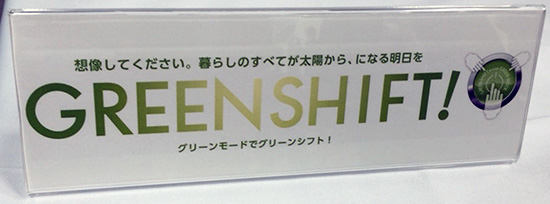 想像してください。暮らしのすべてが太陽から、になる明日を
GREENSHIFT!
グリーンモードでグリーンシフト！